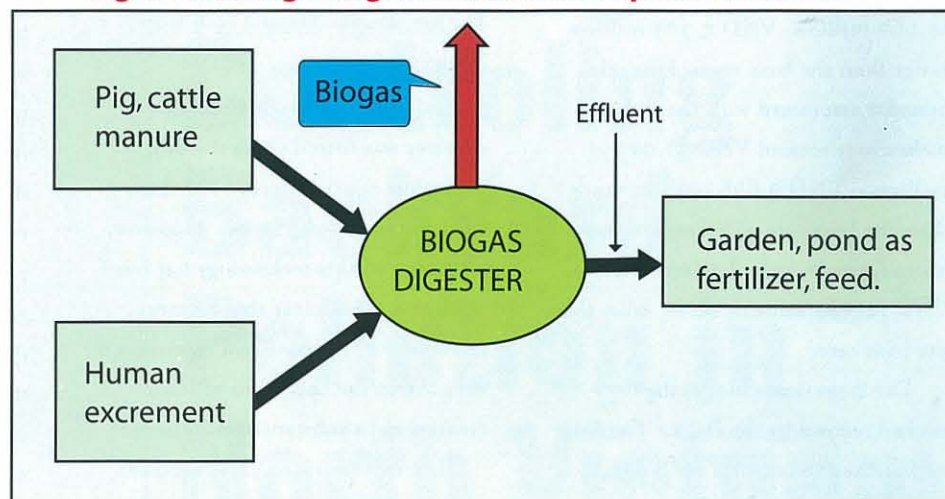 Pig, cattle
manure
Biogas
Effluent
BIOGAS
DIGESTER
Garden, pond as
fertilizer, feed.
Human
excrement